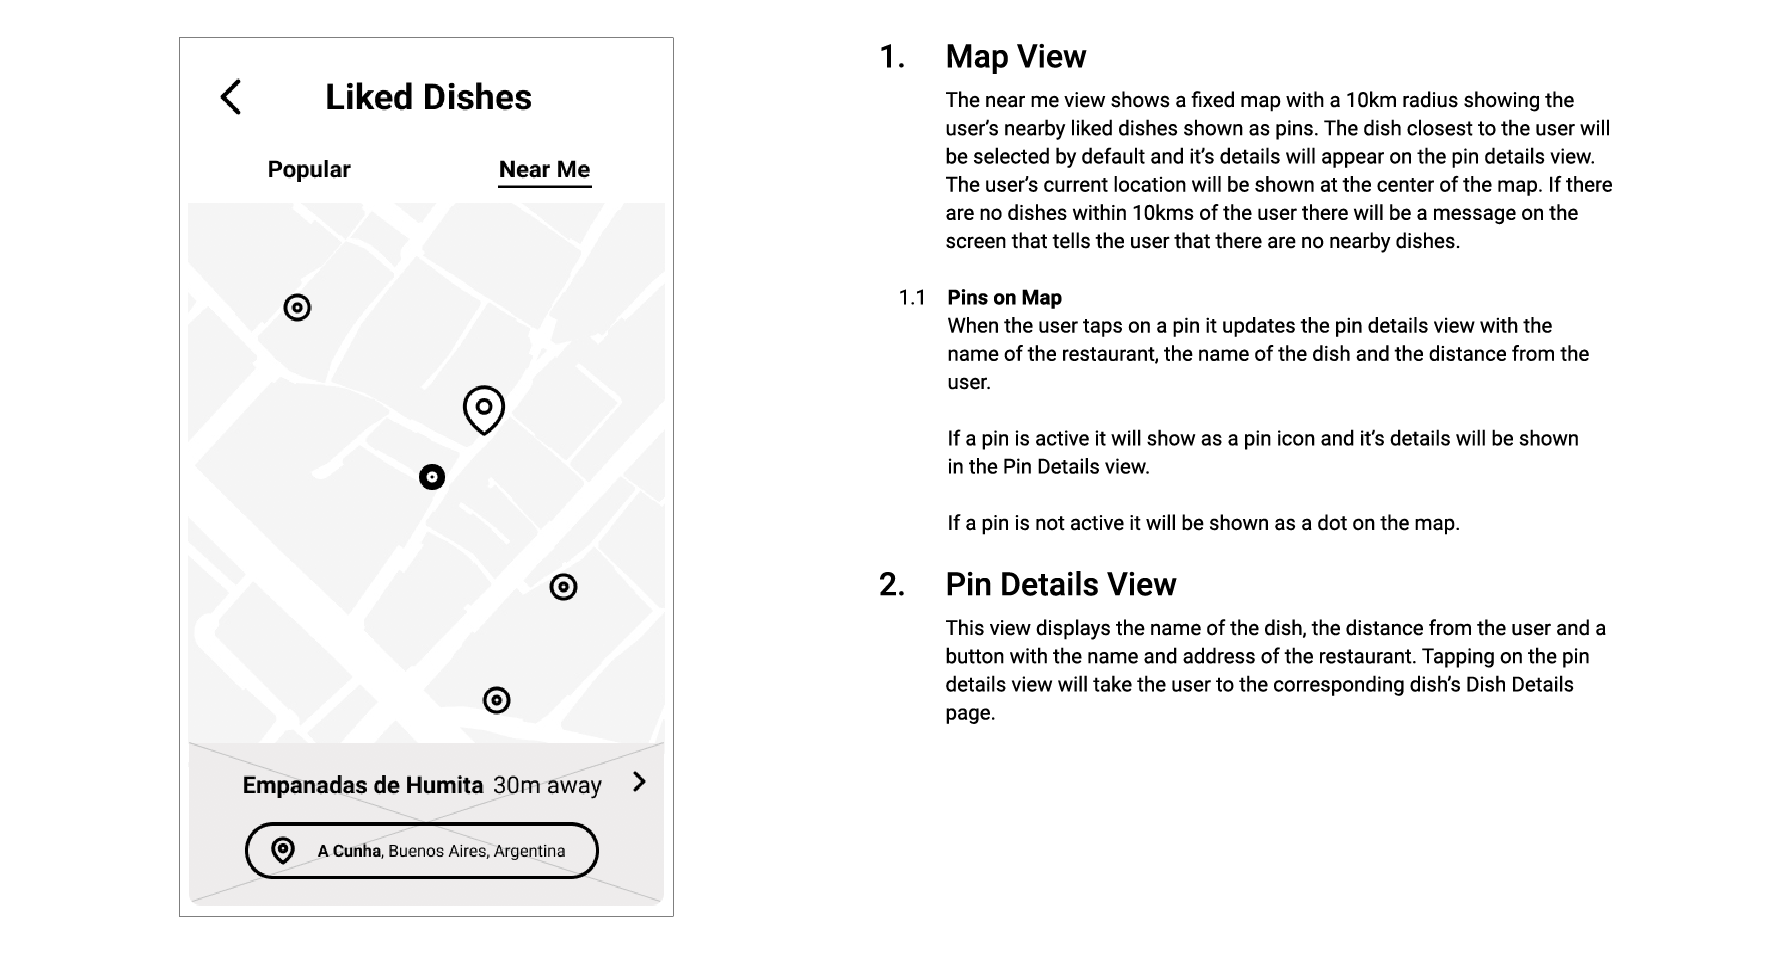 Liked Dishes
Popular
Near Me
Empanadas de Humita 30m away
A Cunha, Buenos Aires, Argentina
1. Map View
The near me view shows a fixed map with a 10km radius showing the
user’s nearby liked dishes shown as pins. The dish closest to the user will
be selected by default and it’s details will appear on the pin details view.
The user’s current location will be shown at the center of the map. If there
are no dishes within 10kms of the user there will be a message on the
screen that tells the user that there are no nearby dishes.
1.1 Pins on Map
When the user taps on a pin it updates the pin details view with the
name of the restaurant, the name of the dish and the distance from the
user.
If a pin is active it will show as a pin icon and it’s details will be shown
in the Pin Details view.
If a pin is not active it will be shown as a dot on the map.
2. Pin Details View
This view displays the name of the dish, the distance from the user and a
button with the name and address of the restaurant. Tapping on the pin
details view will take the user to the corresponding dish’s Dish Details
page.